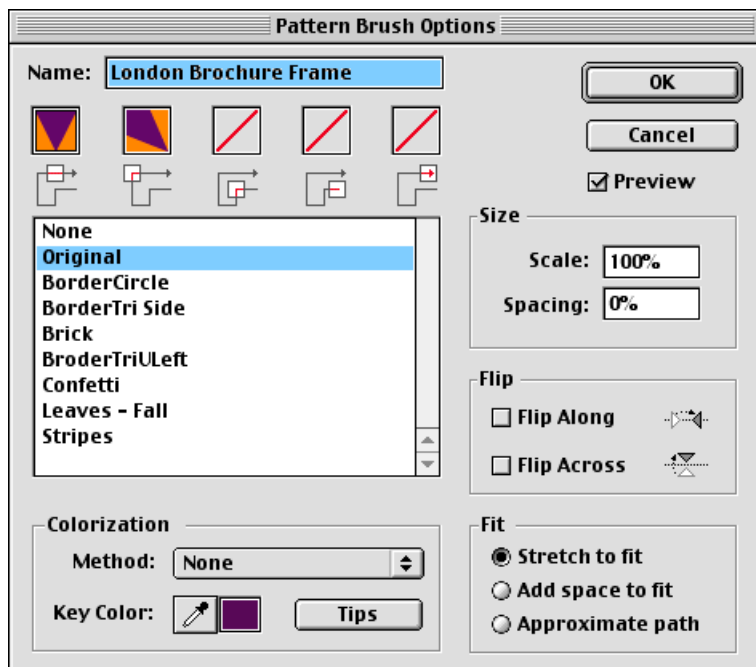 Pattern Brush Options
Name: London Brochure Frame
OK
Cancel
Preview
None
Original
BorderCircle
BorderTri Side
Brick
BroderTriULeft
Confetti
Leaves - Fall
Stripes
Size
Scale: 100%
Spacing: 0%
Flip
Flip Along
Flip Across
Colorization
Method: None
Key Color: Tips
Fit
Stretch to fit
Add space to fit
Approximate path